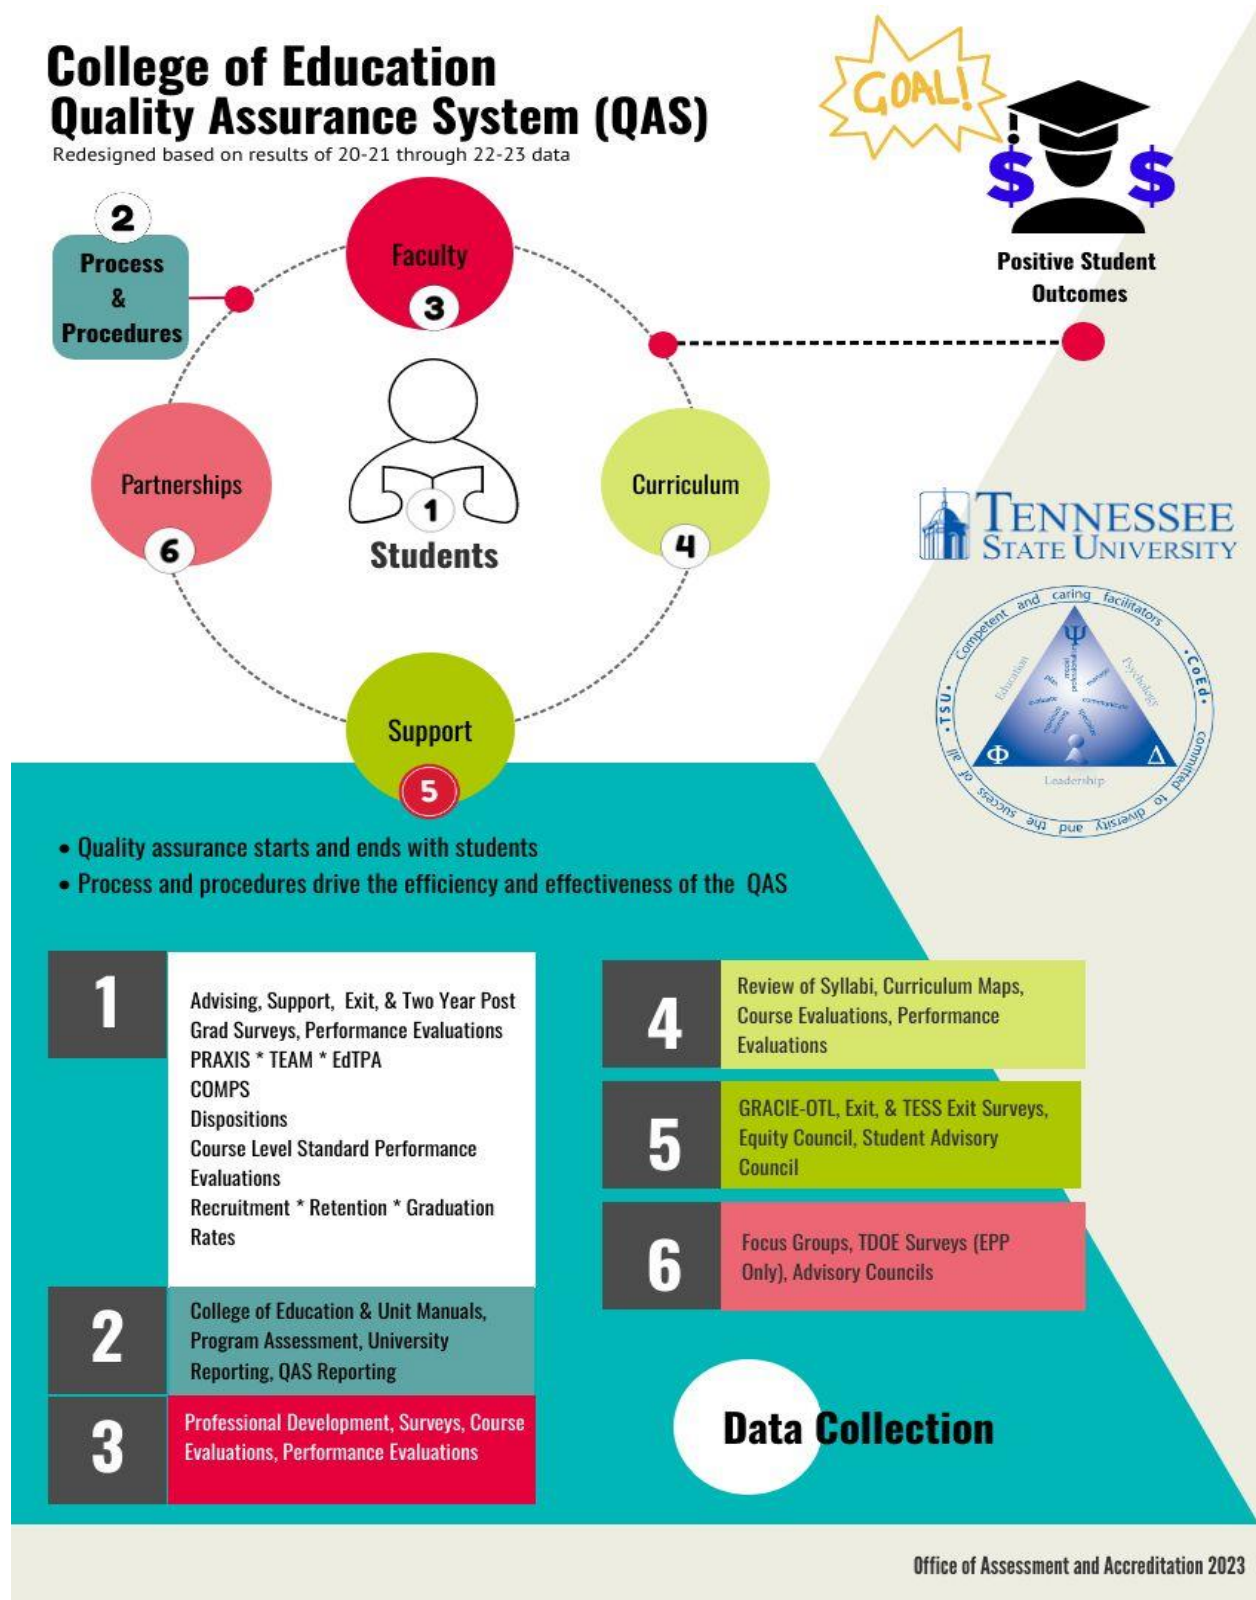 College of Education
Quality Assurance System (QAS)
Redesigned based on results of 20-21 through 22-23 data
GOAL!
$ $
Positive Student
Outcomes
2
Process
&
Procedures
Faculty
3
Partnerships
6
1
Students
Curriculum
4
Support
5
TENNESSEE
STATE UNIVERSITY
•TSU• Competent and caring facilitators •CoEd• committed to diversity and the success of all
Education
Psychology
Leadership
Ψ
Φ
Δ
plan
manage
evaluate
communicate
• Quality assurance starts and ends with students
• Process and procedures drive the efficiency and effectiveness of the QAS
1
Advising, Support, Exit, & Two Year Post
Grad Surveys, Performance Evaluations
PRAXIS * TEAM * EdTPA
COMPS
Dispositions
Course Level Standard Performance
Evaluations
Recruitment * Retention * Graduation
Rates
2
College of Education & Unit Manuals,
Program Assessment, University
Reporting, QAS Reporting
3
Professional Development, Surveys, Course
Evaluations, Performance Evaluations
4
Review of Syllabi, Curriculum Maps,
Course Evaluations, Performance
Evaluations
5
GRACIE-OTL, Exit, & TESS Exit Surveys,
Equity Council, Student Advisory
Council
6
Focus Groups, TDOE Surveys (EPP
Only), Advisory Councils
Data Collection
Office of Assessment and Accreditation 2023